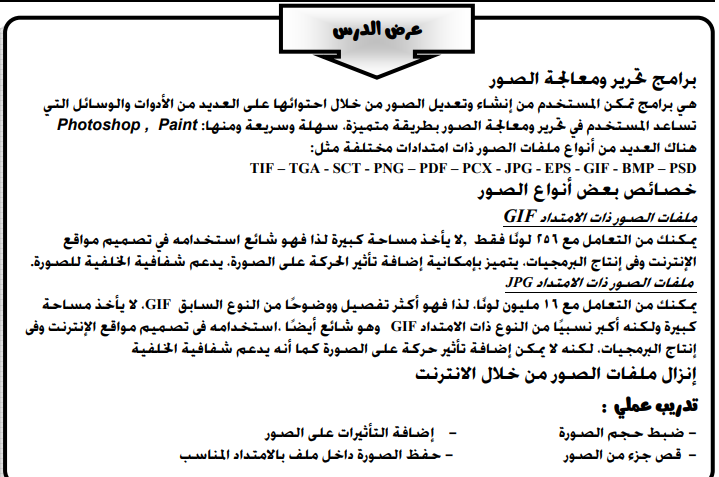 عرض الدرس
برامج تحرير ومعالجة الصور
هي برامج تمكن المستخدم من إنشاء وتعديل الصور من خلال احتوائها على العديد من الأدوات والوسائل التي
تساعد المستخدم في تحرير ومعالجة الصور بطريقة متميزة، سهلة وسريعة ومنها: Photoshop , Paint
هناك العديد من أنواع ملفات الصور ذات امتدادات مختلفة مثل:
TIF – TGA - SCT - PNG – PDF – PCX - JPG - EPS - GIF - BMP – PSD
خصائص بعض أنواع الصور
ملفات الصور ذات الامتداد GIF
يمكنك من التعامل مع ٢٥٦ لونًا فقط ,لا يأخذ مساحة كبيرة لذا فهو شائع استخدامه في تصميم مواقع
الإنترنت وفى إنتاج البرمجيات، يتميز بإمكانية إضافة تأثير الحركة على الصورة، يدعم شفافية الخلفية للصورة.
ملفات الصور ذات الامتداد JPG
يمكنك من التعامل مع ١٦ مليون لونًا، لذا فهو أكثر تفصيل ووضوحًا من النوع السابق GIF، لا يأخذ مساحة
كبيرة ولكنه أكبر نسبيًا من النوع ذات الامتداد GIF وهو شائع أيضًا ،استخدامه فى تصميم مواقع الإنترنت وفى
إنتاج البرمجيات، لكنه لا يمكن إضافة تأثير حركة على الصورة كما أنه يدعم شفافية الخلفية
إنزال ملفات الصور من خلال الانترنت
تدريب عملي :
– ضبط حجم الصورة – إضافة التأثيرات على الصور
– قص جزء من الصور – حفظ الصورة داخل ملف بالامتداد المناسب